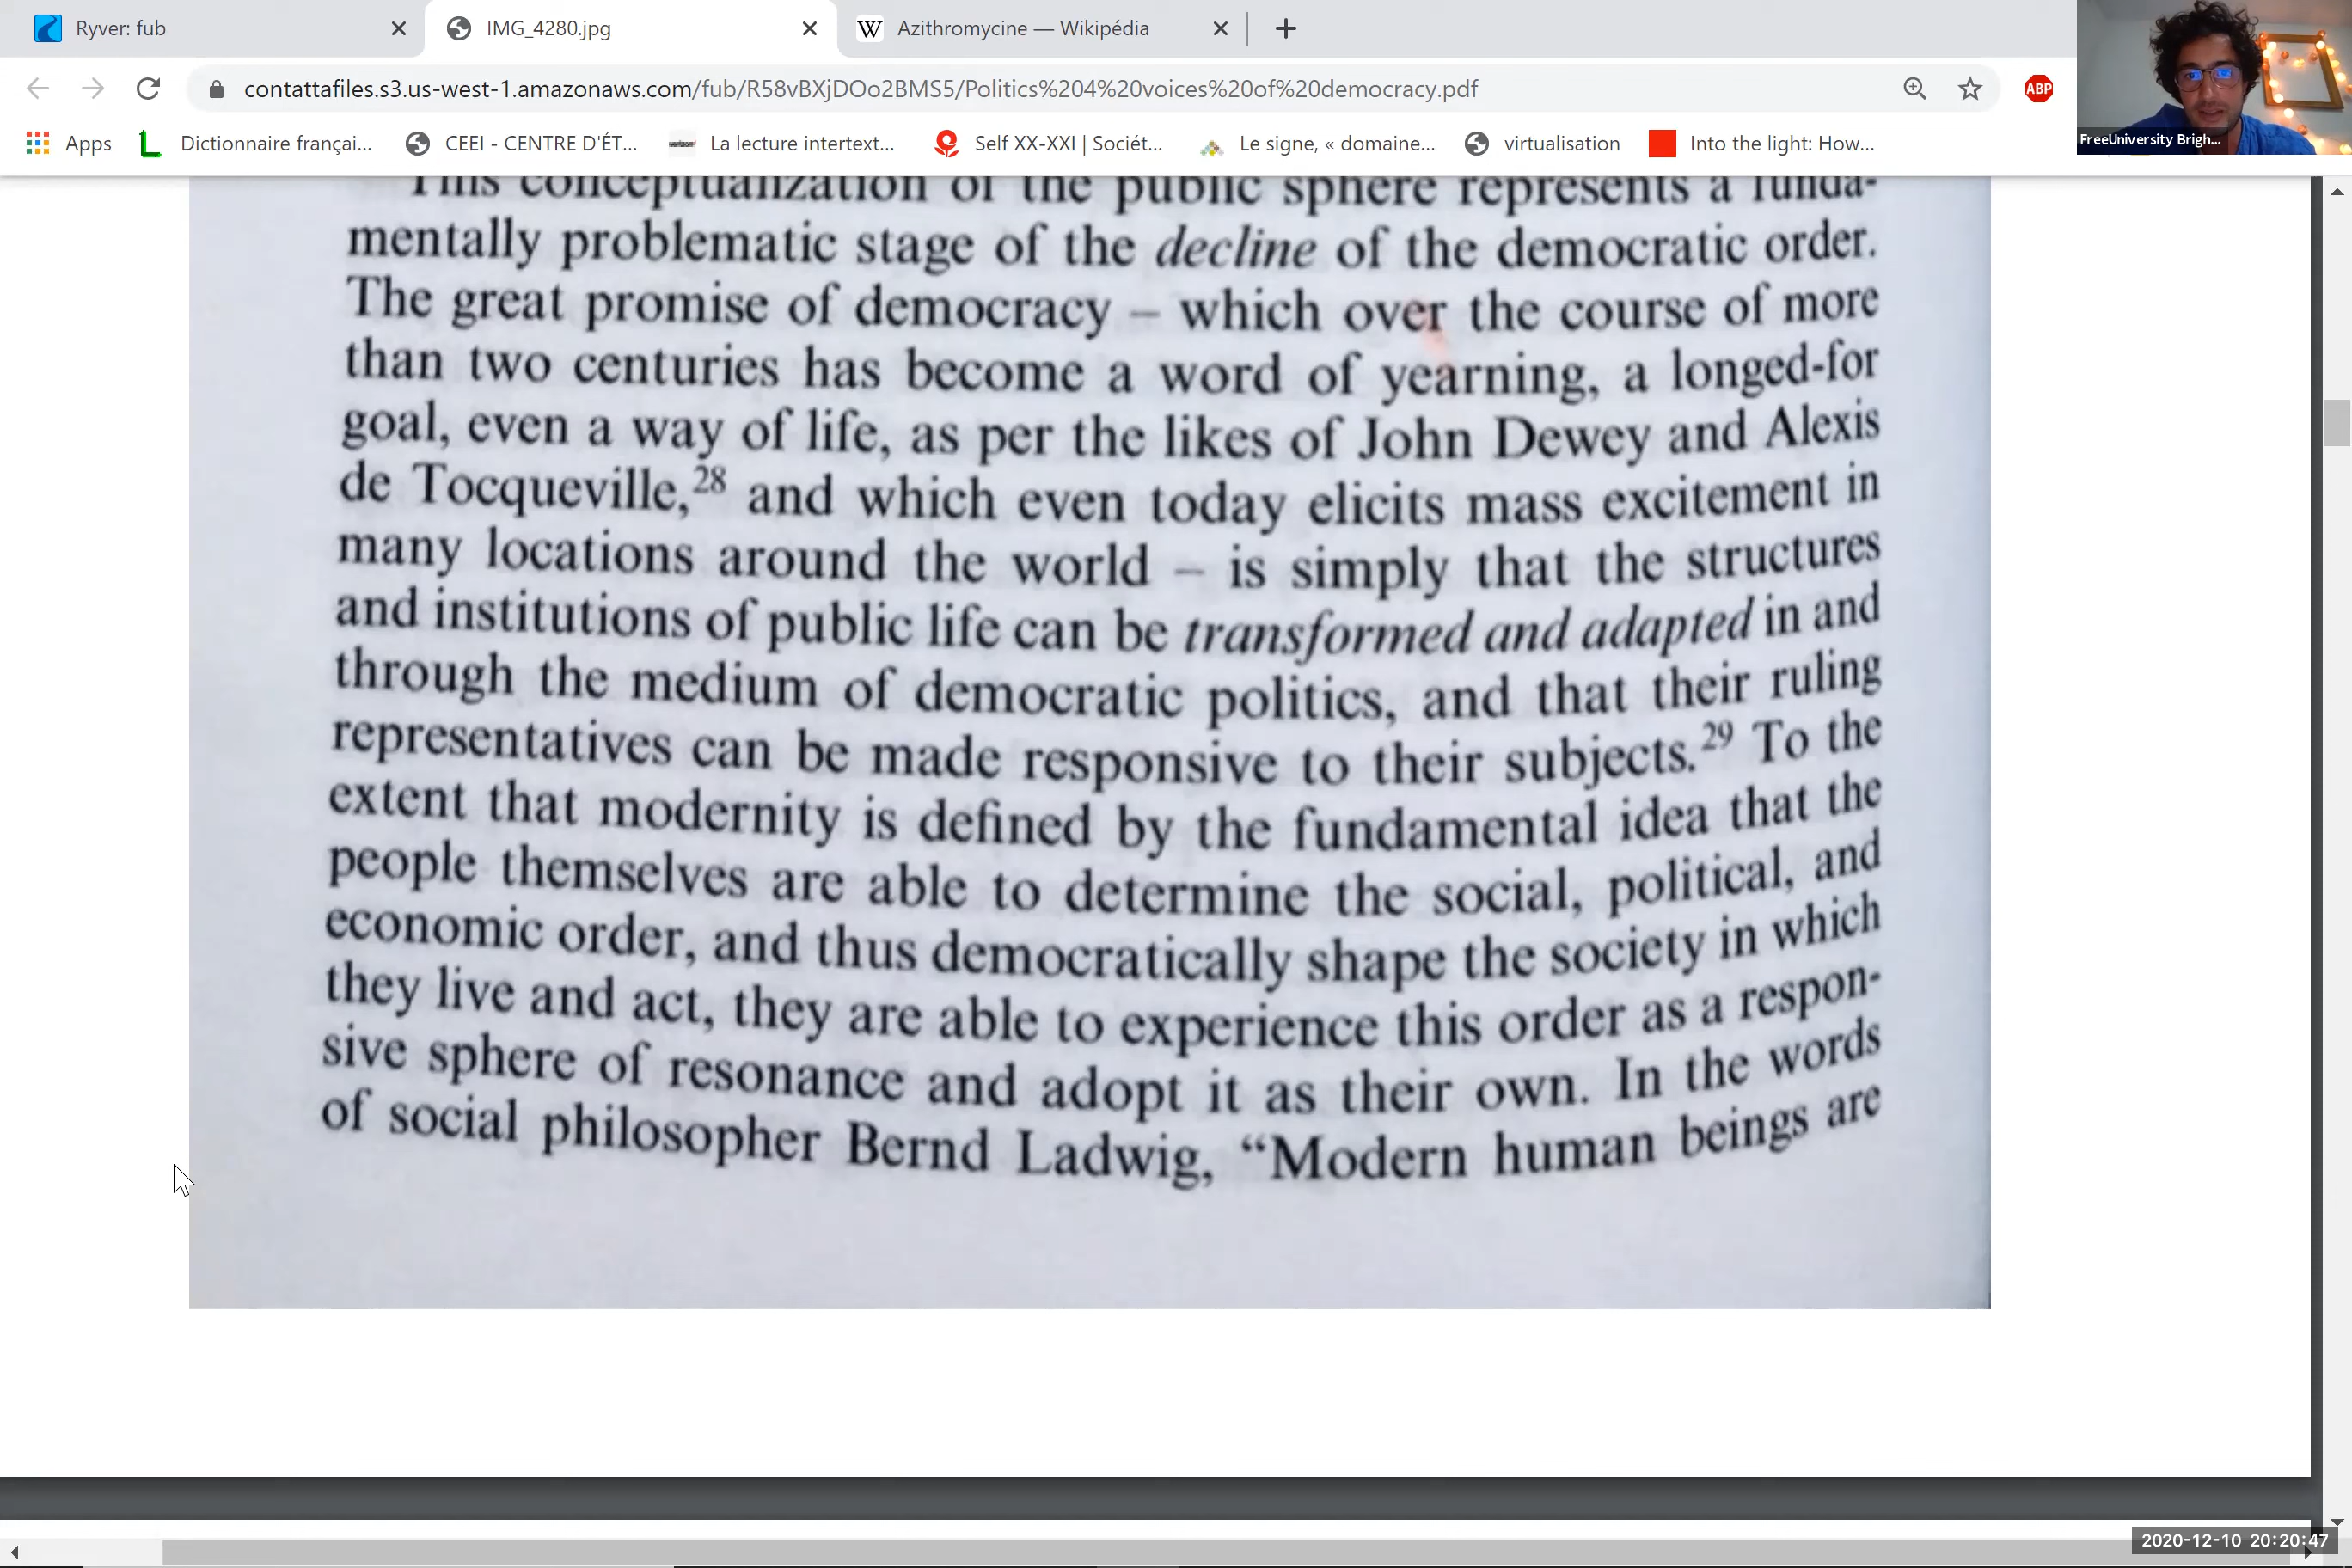 Ryver: fub
IMG_4280.jpg
Azithromycine — Wikipédia
contattafiles.s3.us-west-1.amazonaws.com/fub/R58vBXjDOo2BMS5/Politics%204%20voices%20of%20democracy.pdf
ABP
Apps
Dictionnaire françai...
CEEI - CENTRE D'ÉT...
La lecture intertext...
Self XX-XXI | Sociét...
Le signe, « domaine...
virtualisation
Into the light: How...
FreeUniversity Brigh...
This conceptualization of the public sphere represents a funda-
mentally problematic stage of the decline of the democratic order.
The great promise of democracy – which over the course of more
than two centuries has become a word of yearning, a longed-for
goal, even a way of life, as per the likes of John Dewey and Alexis
de Tocqueville,28 and which even today elicits mass excitement in
many locations around the world – is simply that the structures
and institutions of public life can be transformed and adapted in and
through the medium of democratic politics, and that their ruling
representatives can be made responsive to their subjects.29 To the
extent that modernity is defined by the fundamental idea that the
people themselves are able to determine the social, political, and
economic order, and thus democratically shape the society in which
they live and act, they are able to experience this order as a respon-
sive sphere of resonance and adopt it as their own. In the words
of social philosopher Bernd Ladwig, “Modern human beings are
2020-12-10 20:20:47